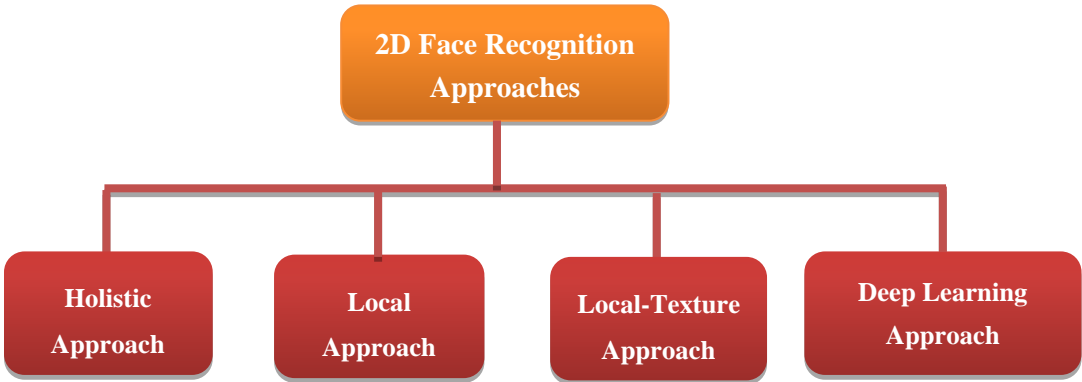 2D Face Recognition
Approaches
Holistic
Approach
Local
Approach
Local-Texture
Approach
Deep Learning
Approach